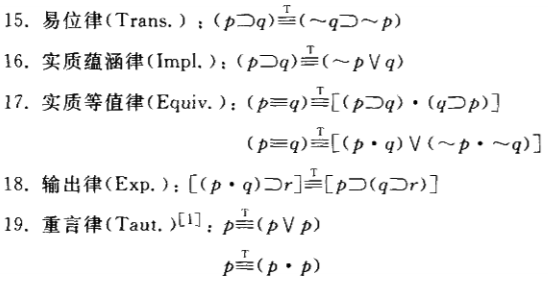 15. 易位律(Trans.):(p⊃q)≡ᵀ(~q⊃~p)
16. 实质蕴涵律(Impl.):(p⊃q)≡ᵀ(~p∨q)
17. 实质等值律(Equiv.):(p≡q)≡ᵀ[(p⊃q)·(q⊃p)]
(p≡q)≡ᵀ[(p·q)∨(~p·~q)]
18. 输出律(Exp.):[(p·q)⊃r]≡ᵀ[p⊃(q⊃r)]
19. 重言律(Taut.)[1]:p≡ᵀ(p∨p)
p≡ᵀ(p·p)